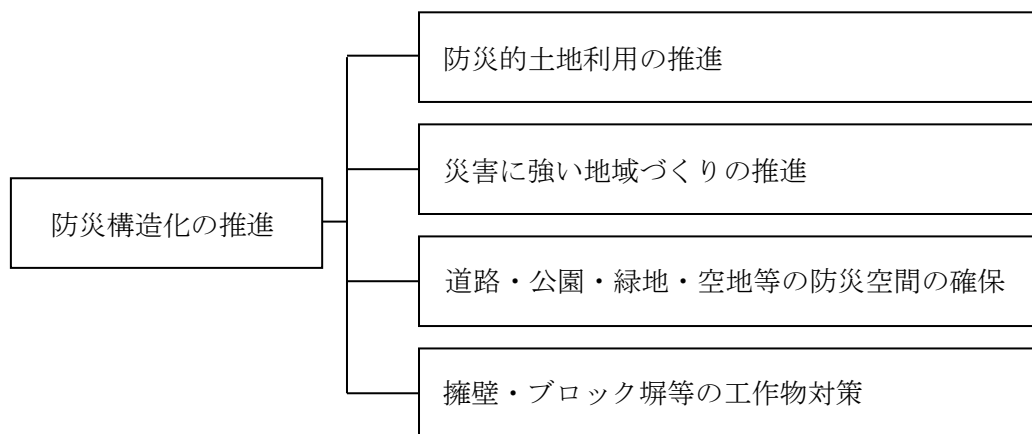 防災的土地利用の推進
災害に強い地域づくりの推進
防災構造化の推進
道路・公園・緑地・空地等の防災空間の確保
擁壁・ブロック塀等の工作物対策